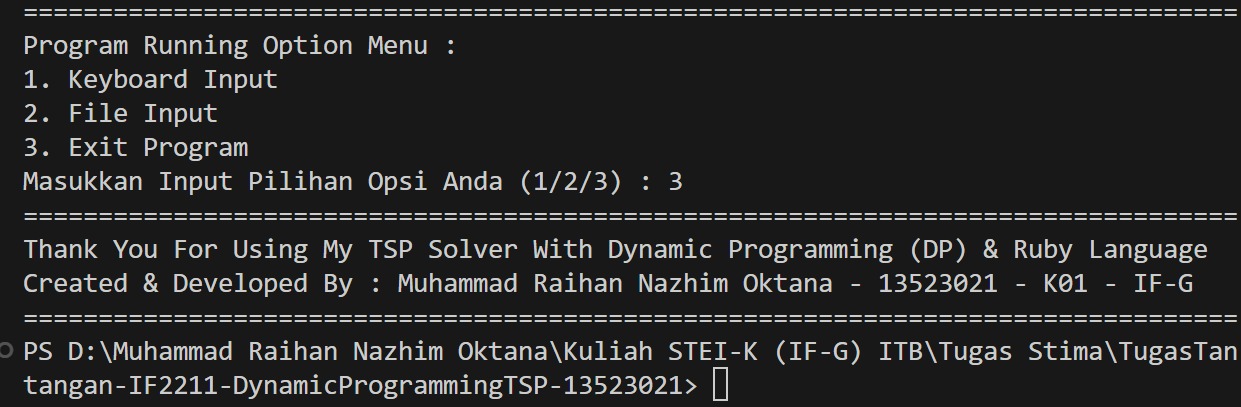 =================================================================================
Program Running Option Menu :
1. Keyboard Input
2. File Input
3. Exit Program
Masukkan Input Pilihan Opsi Anda (1/2/3) : 3
=================================================================================
Thank You For Using My TSP Solver With Dynamic Programming (DP) & Ruby Language
Created & Developed By : Muhammad Raihan Nazhim Oktana - 13523021 - K01 - IF-G
=================================================================================
PS D:\Muhammad Raihan Nazhim Oktana\Kuliah STEI-K (IF-G) ITB\Tugas Stima\TugasTan
tangan-IF2211-DynamicProgrammingTSP-13523021>